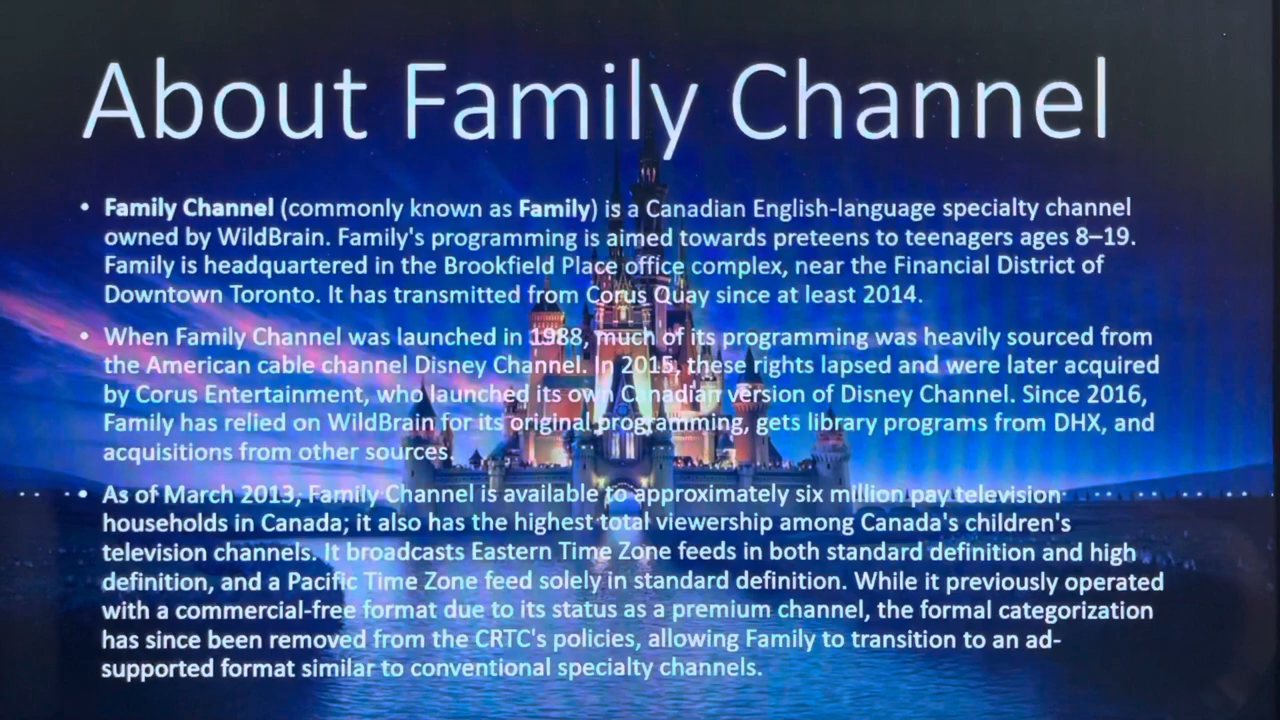 About Family Channel
• Family Channel (commonly known as Family) is a Canadian English-language specialty channel
owned by WildBrain. Family's programming is aimed towards preteens to teenagers ages 8–19.
Family is headquartered in the Brookfield Place office complex, near the Financial District of
Downtown Toronto. It has transmitted from Corus Quay since at least 2014.
• When Family Channel was launched in 1988, much of its programming was heavily sourced from
the American cable channel Disney Channel. In 2015, these rights lapsed and were later acquired
by Corus Entertainment, who launched its own Canadian version of Disney Channel. Since 2016,
Family has relied on WildBrain for its original programming, gets library programs from DHX, and
acquisitions from other sources.
• As of March 2013, Family Channel is available to approximately six million pay television
households in Canada; it also has the highest total viewership among Canada's children's
television channels. It broadcasts Eastern Time Zone feeds in both standard definition and high
definition, and a Pacific Time Zone feed solely in standard definition. While it previously operated
with a commercial-free format due to its status as a premium channel, the formal categorization
has since been removed from the CRTC's policies, allowing Family to transition to an ad-
supported format similar to conventional specialty channels.